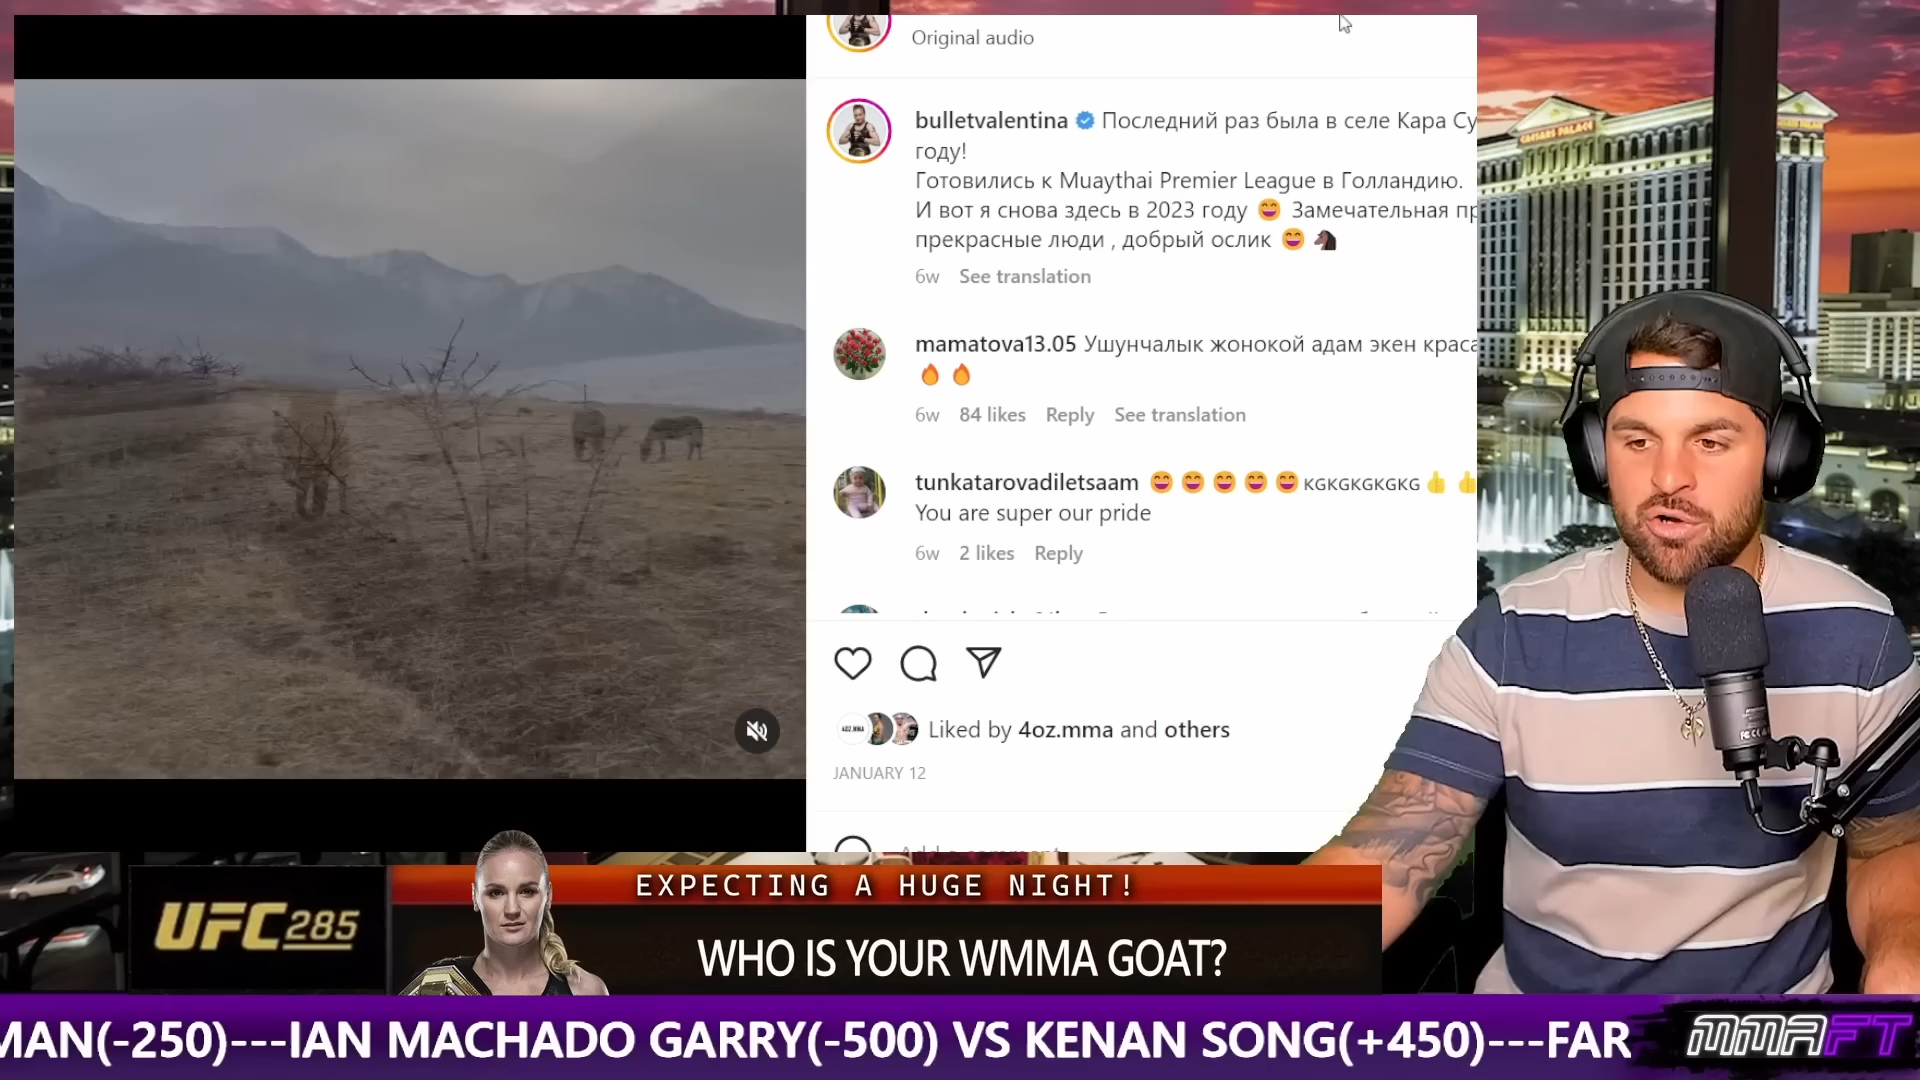 Original audio
bulletvalentina Последний раз была в селе Кара Су
году!
Готовились к Muaythai Premier League в Голландию.
И вот я снова здесь в 2023 году 😄 Замечательная пр
прекрасные люди , добрый ослик 😄 🐴
6w See translation
mamatova13.05 Ушунчалык жонокой адам экен краса
🔥 🔥
6w 84 likes Reply See translation
tunkatarovadiletsaam 😄 😄 😄 😄 😄 KGKGKGKGKG 👍 👍
You are super our pride
6w 2 likes Reply
Liked by 4oz.mma and others
JANUARY 12
CAESARS PALACE
UFC 285
EXPECTING A HUGE NIGHT!
WHO IS YOUR WMMA GOAT?
MAN(-250)---IAN MACHADO GARRY(-500) VS KENAN SONG(+450)---FAR
MMAFT